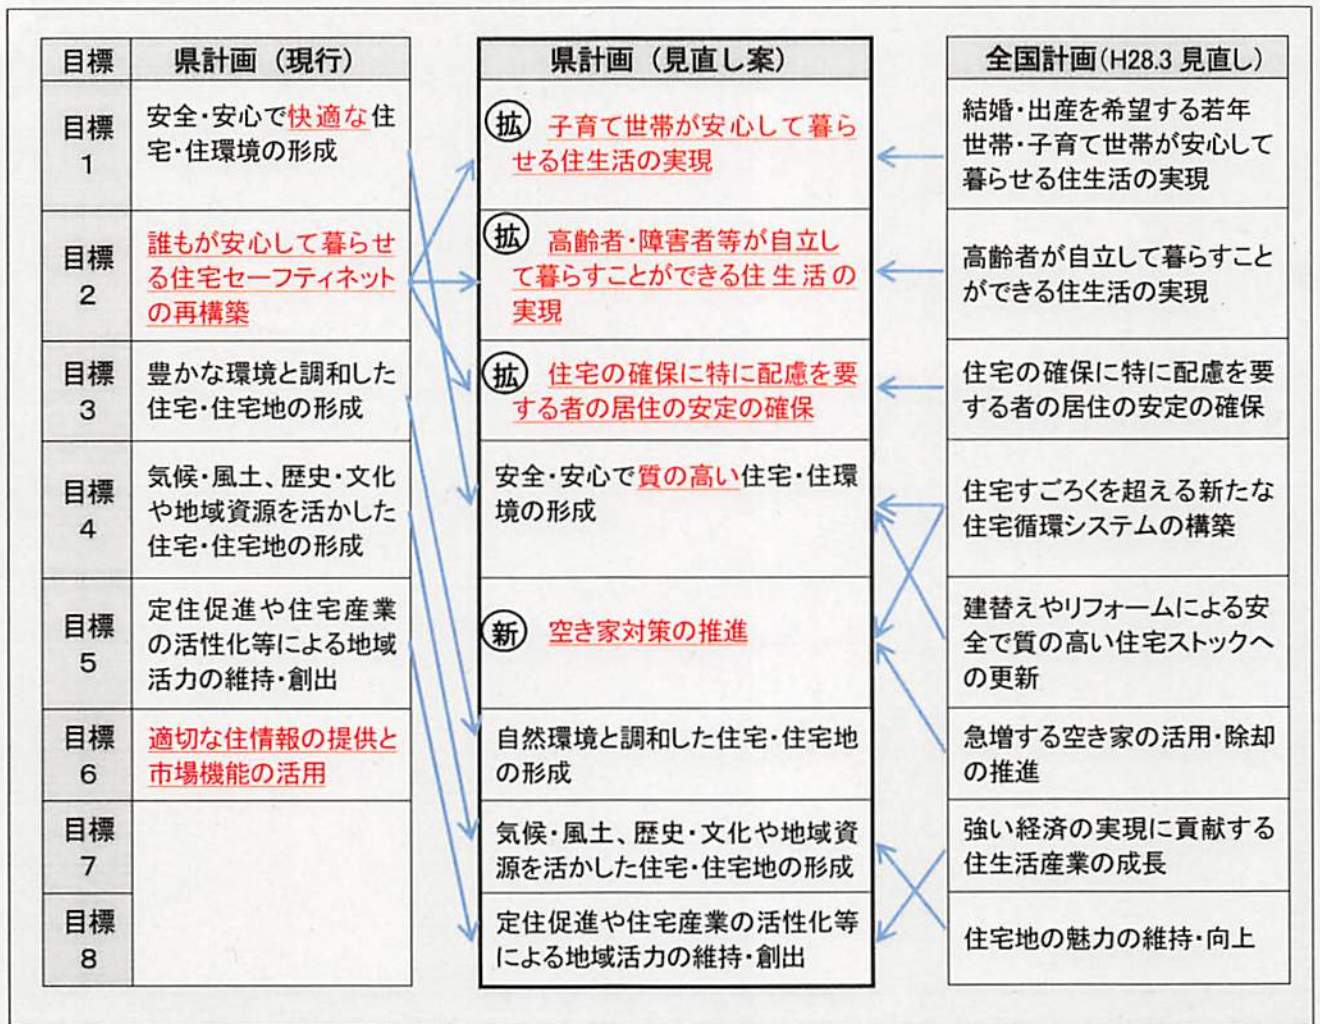 目標
県計画（現行）
目標
1
安全・安心で快適な住
宅・住環境の形成
目標
2
誰もが安心して暮らせ
る住宅セーフティネット
の再構築
目標
3
豊かな環境と調和した
住宅・住宅地の形成
目標
4
気候・風土、歴史・文化
や地域資源を活かした
住宅・住宅地の形成
目標
5
定住促進や住宅産業
の活性化等による地域
活力の維持・創出
目標
6
適切な住情報の提供と
市場機能の活用
目標
7
目標
8
県計画（見直し案）
拡 子育て世帯が安心して暮ら
せる住生活の実現
拡 高齢者・障害者等が自立し
て暮らすことができる住生活の
実現
拡 住宅の確保に特に配慮を要
する者の居住の安定の確保
安全・安心で質の高い住宅・住環
境の形成
新 空き家対策の推進
自然環境と調和した住宅・住宅地
の形成
気候・風土、歴史・文化や地域資
源を活かした住宅・住宅地の形成
定住促進や住宅産業の活性化等
による地域活力の維持・創出
全国計画(H28.3 見直し)
結婚・出産を希望する若年
世帯・子育て世帯が安心して
暮らせる住生活の実現
高齢者が自立して暮らすこと
ができる住生活の実現
住宅の確保に特に配慮を要
する者の居住の安定の確保
住宅すごろくを超える新たな
住宅循環システムの構築
建替えやリフォームによる安
全で質の高い住宅ストックへ
の更新
急増する空き家の活用・除却
の推進
強い経済の実現に貢献する
住生活産業の成長
住宅地の魅力の維持・向上